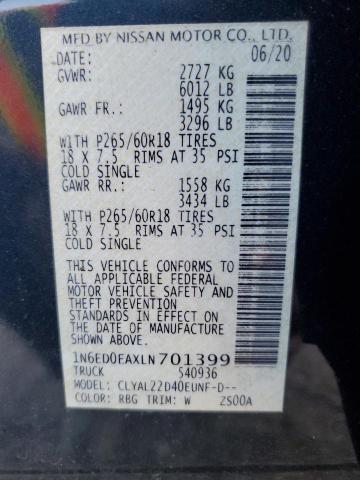 MFD BY NISSAN MOTOR CO., LTD.
DATE: 06/20
GVWR: 2727 KG
6012 LB
GAWR FR.: 1495 KG
3296 LB
WITH P265/60R18 TIRES
18 X 7.5 RIMS AT 35 PSI
COLD SINGLE
GAWR RR.: 1558 KG
3434 LB
WITH P265/60R18 TIRES
18 X 7.5 RIMS AT 35 PSI
COLD SINGLE
THIS VEHICLE CONFORMS TO
ALL APPLICABLE FEDERAL
MOTOR VEHICLE SAFETY AND
THEFT PREVENTION
STANDARDS IN EFFECT ON THE
DATE OF MANUFACTURE
SHOWN ABOVE.
1N6ED0EAXLN701399
TRUCK 540936
MODEL: CLYAL22D40EUNF-D--
COLOR: RBG TRIM: W 2S00A